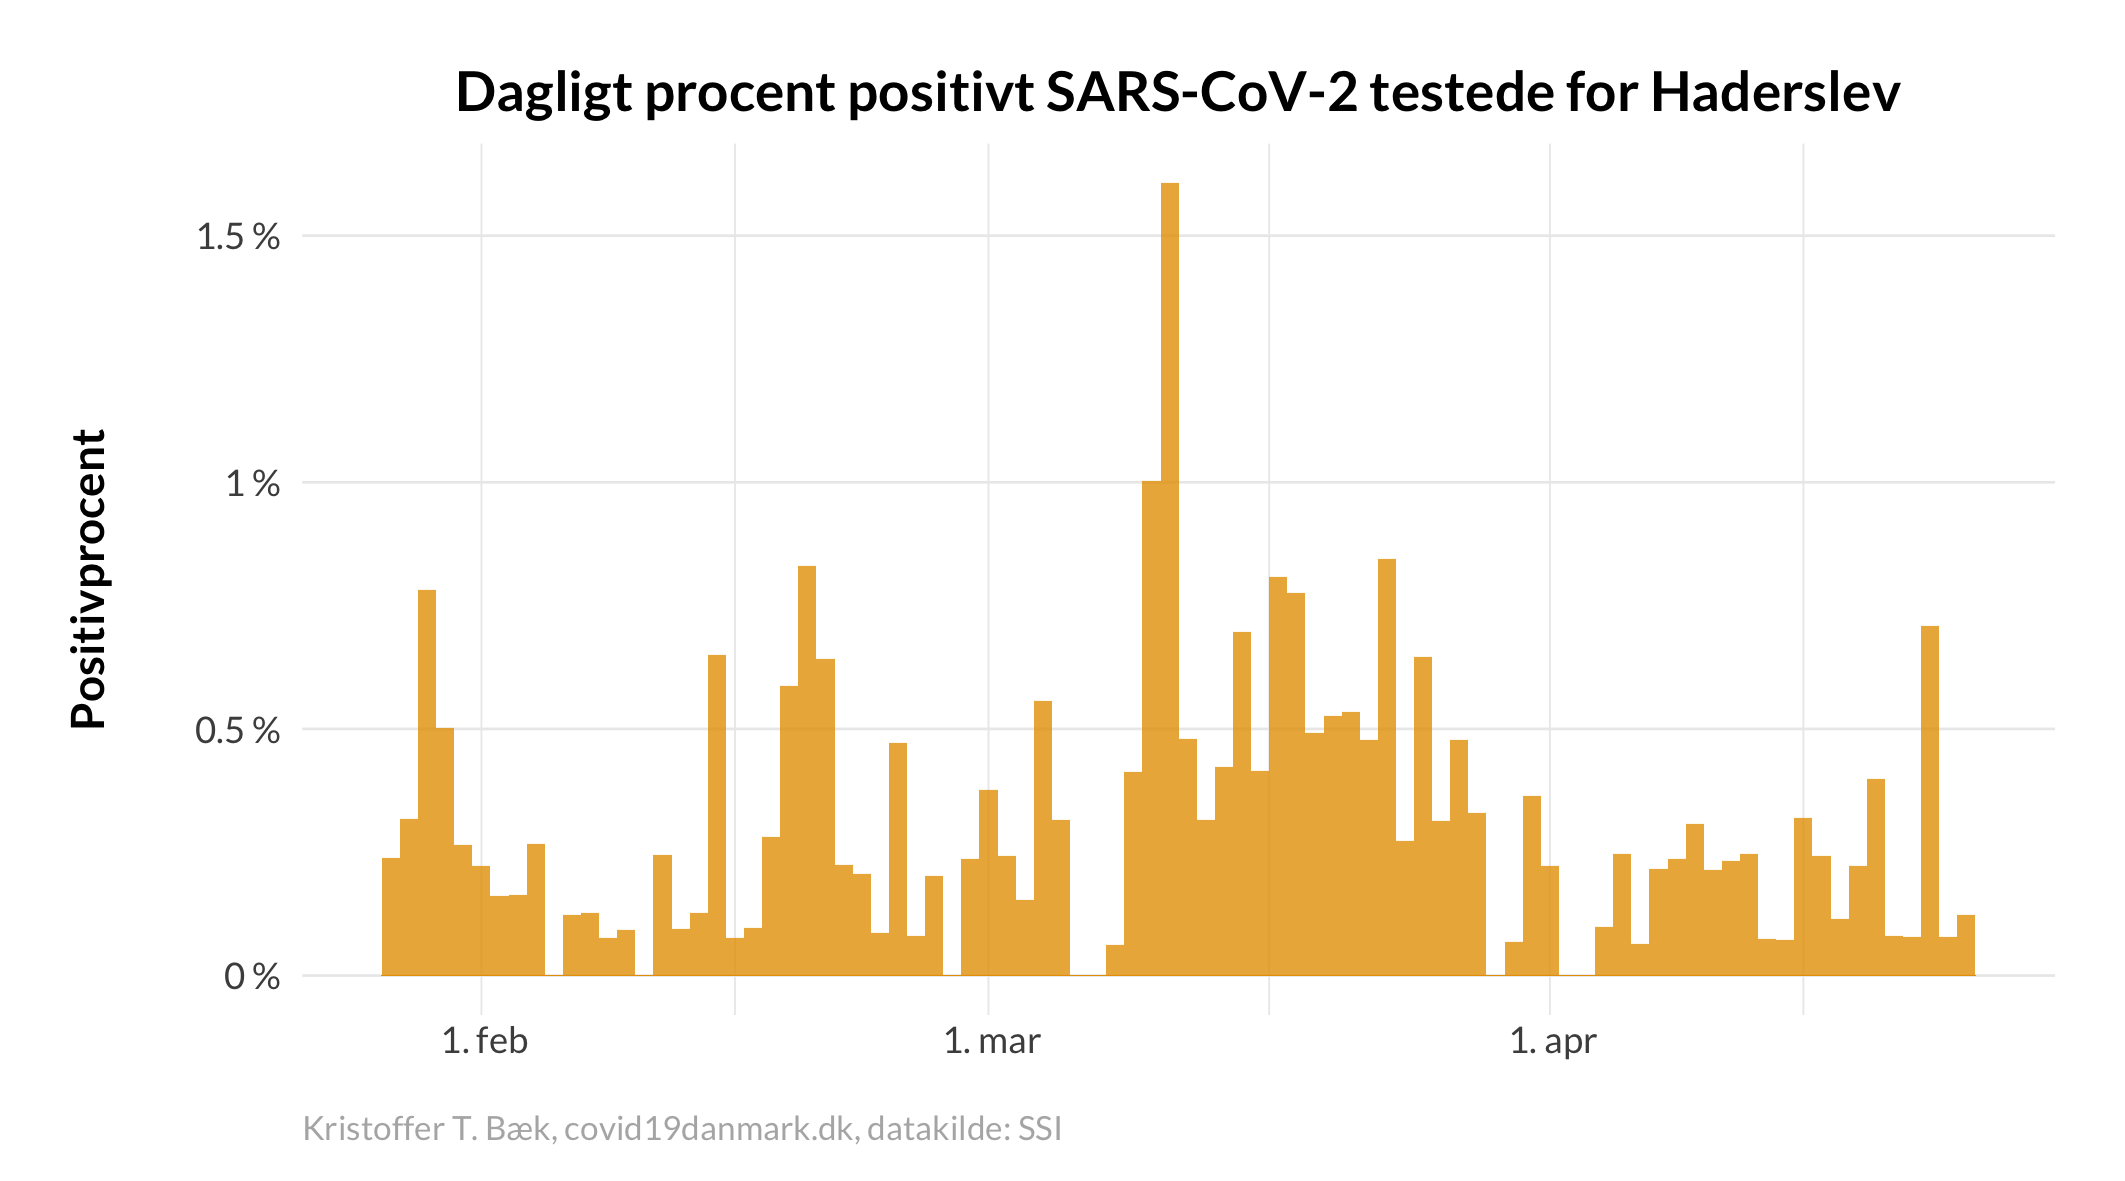 Dagligt procent positivt SARS-CoV-2 testede for Haderslev
Positivprocent
1.5 %
1 %
0.5 %
0 %
1. feb
1. mar
1. apr
Kristoffer T. Bæk, covid19danmark.dk, datakilde: SSI